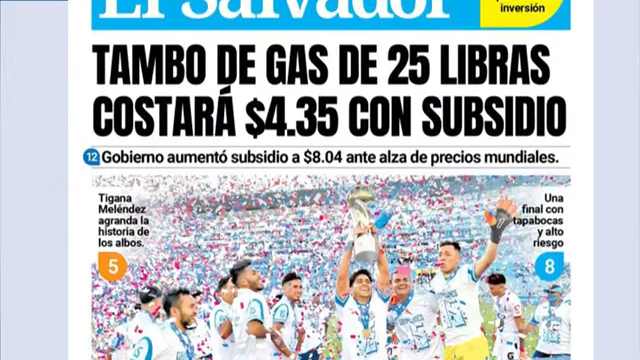 El Salvador
inversión
TAMBO DE GAS DE 25 LIBRAS
COSTARÁ $4.35 CON SUBSIDIO
12 Gobierno aumentó subsidio a $8.04 ante alza de precios mundiales.
Tigana
Meléndez
agranda la
historia de
los albos.
5
Una
final con
tapabocas
y alto
riesgo
8